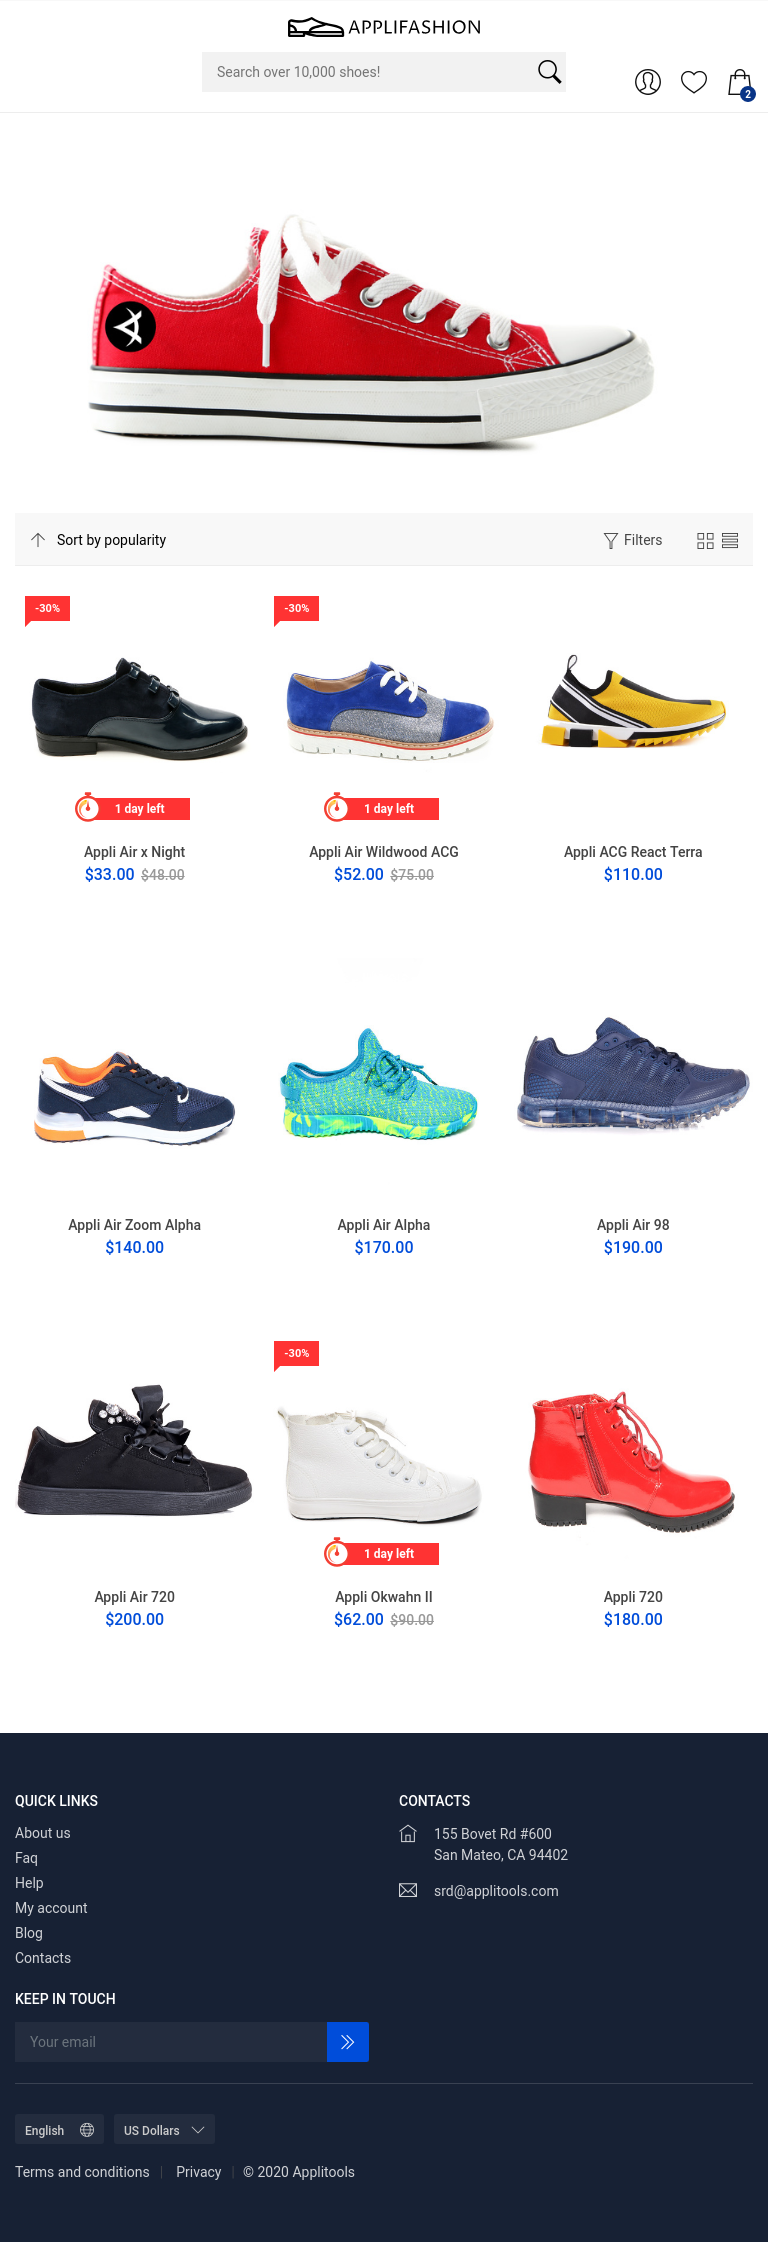 APPLIFASHION
Search over 10,000 shoes!
2
Sort by popularity
Filters
-30%
-30%
1 day left
1 day left
Appli Air x Night
$33.00 $48.00
Appli Air Wildwood ACG
$52.00 $75.00
Appli ACG React Terra
$110.00
Appli Air Zoom Alpha
$140.00
Appli Air Alpha
$170.00
Appli Air 98
$190.00
-30%
1 day left
Appli Air 720
$200.00
Appli Okwahn II
$62.00 $90.00
Appli 720
$180.00
QUICK LINKS
About us
Faq
Help
My account
Blog
Contacts
CONTACTS
155 Bovet Rd #600
San Mateo, CA 94402
srd@applitools.com
KEEP IN TOUCH
Your email
English
US Dollars
Terms and conditions
Privacy
© 2020 Applitools